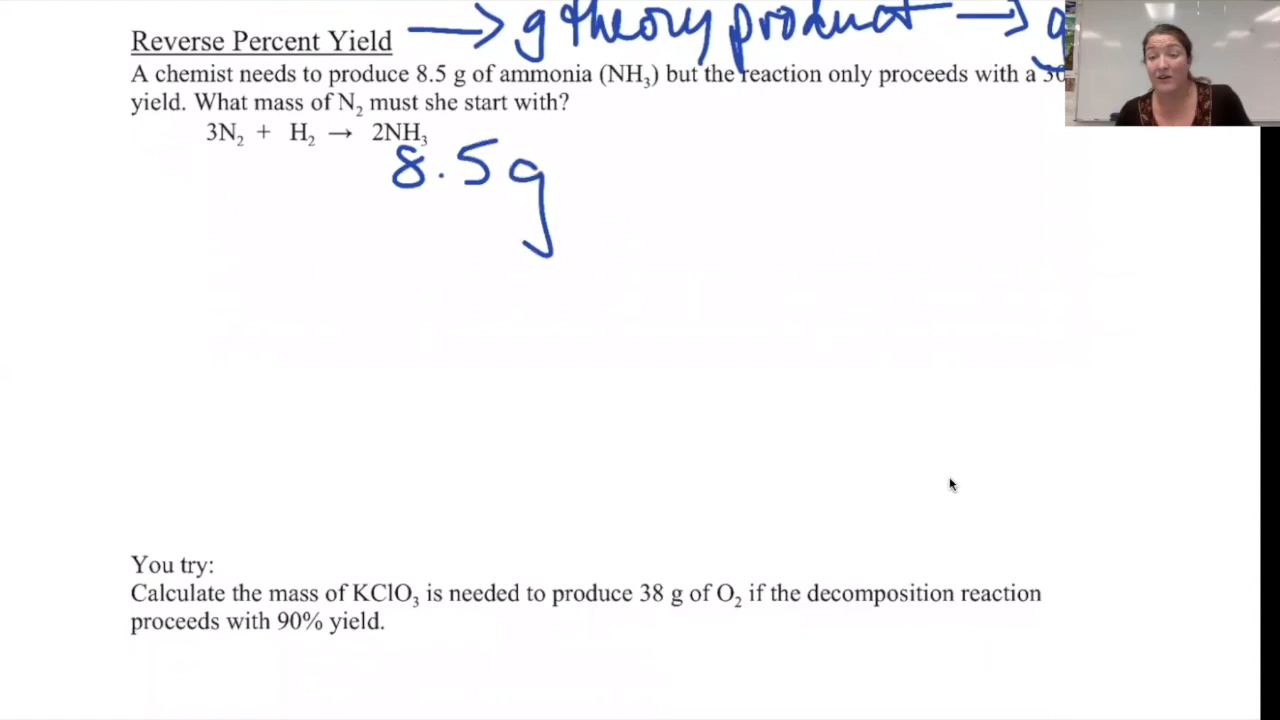 ⟶ g theory product ⟶ g
Reverse Percent Yield
A chemist needs to produce 8.5 g of ammonia (NH₃) but the reaction only proceeds with a
yield. What mass of N₂ must she start with?
3N₂ + H₂ → 2NH₃
8.5 g
You try:
Calculate the mass of KClO₃ is needed to produce 38 g of O₂ if the decomposition reaction
proceeds with 90% yield.